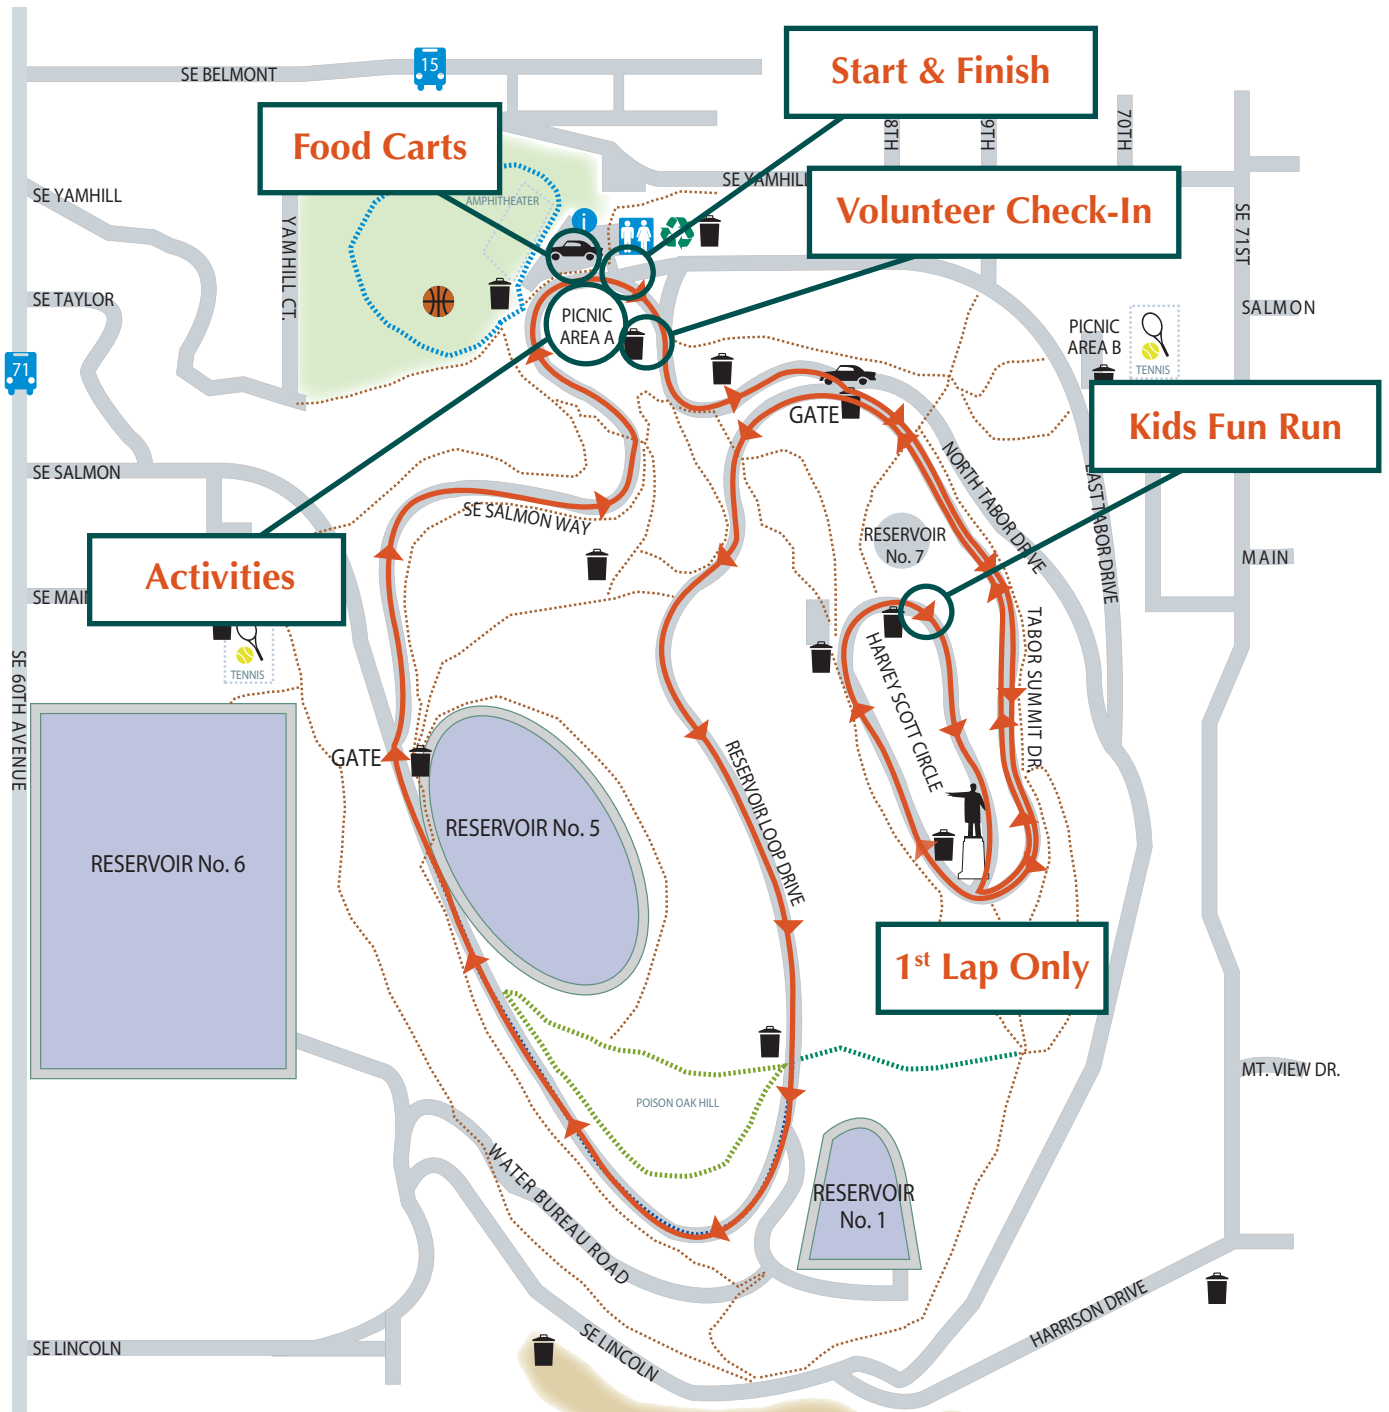 15
SE BELMONT
Start & Finish
Food Carts
8TH
9TH
70TH
SE YAMHILL
SE YAMHILL
AMPHITHEATER
Volunteer Check-In
YAMHILL CT.
SE 71ST
i
SE TAYLOR
SALMON
PICNIC
AREA A
PICNIC
AREA B
TENNIS
71
GATE
Kids Fun Run
SE SALMON
NORTH TABOR DRIVE
EAST TABOR DRIVE
SE SALMON WAY
RESERVOIR
No. 7
MAIN
Activities
SE MAIN
TABOR SUMMIT DR.
HARVEY SCOTT CIRCLE
TENNIS
SE 60TH AVENUE
GATE
RESERVOIR LOOP DRIVE
RESERVOIR No. 5
RESERVOIR No. 6
1st Lap Only
MT. VIEW DR.
POISON OAK HILL
WATER BUREAU ROAD
RESERVOIR
No. 1
HARRISON DRIVE
SE LINCOLN
SE LINCOLN